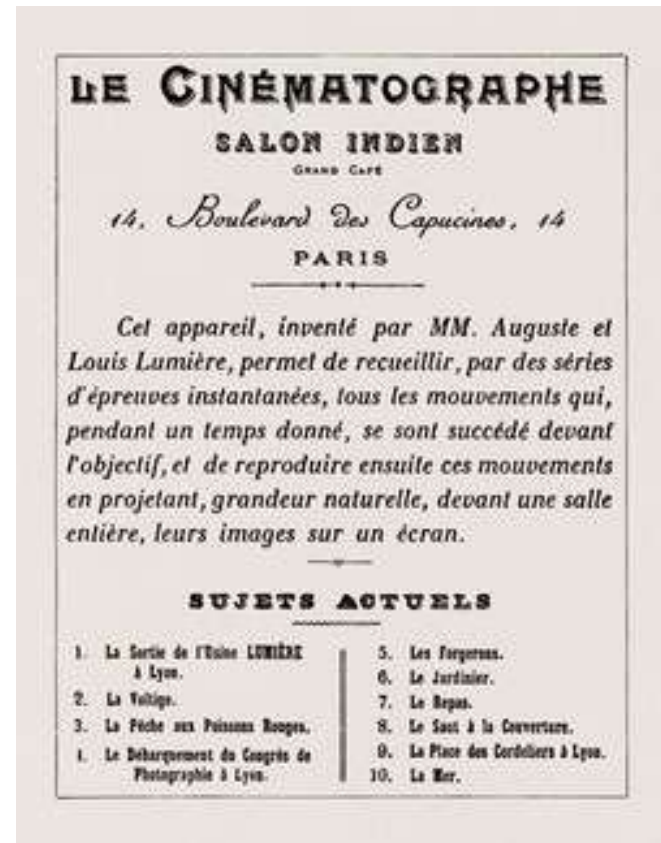 LE CINÉMATOGRAPHE
SALON INDIEN
GRAND CAFÉ
14, Boulevard des Capucines, 14
PARIS
Cet appareil, inventé par MM. Auguste et
Louis Lumière, permet de recueillir, par des séries
d'épreuves instantanées, tous les mouvements qui,
pendant un temps donné, se sont succédé devant
l'objectif, et de reproduire ensuite ces mouvements
en projetant, grandeur naturelle, devant une salle
entière, leurs images sur un écran.
SUJETS ACTUELS
1. La Sortie de l'Usine LUMIÈRE
à Lyon.
2. La Voltige.
3. La Pêche aux Poissons Rouges.
4. Le Débarquement du Congrès de
Photographie à Lyon.
5. Les Forgerons.
6. Le Jardinier.
7. Le Repas.
8. Le Saut à la Couverture.
9. La Place des Cordeliers à Lyon.
10. La Mer.